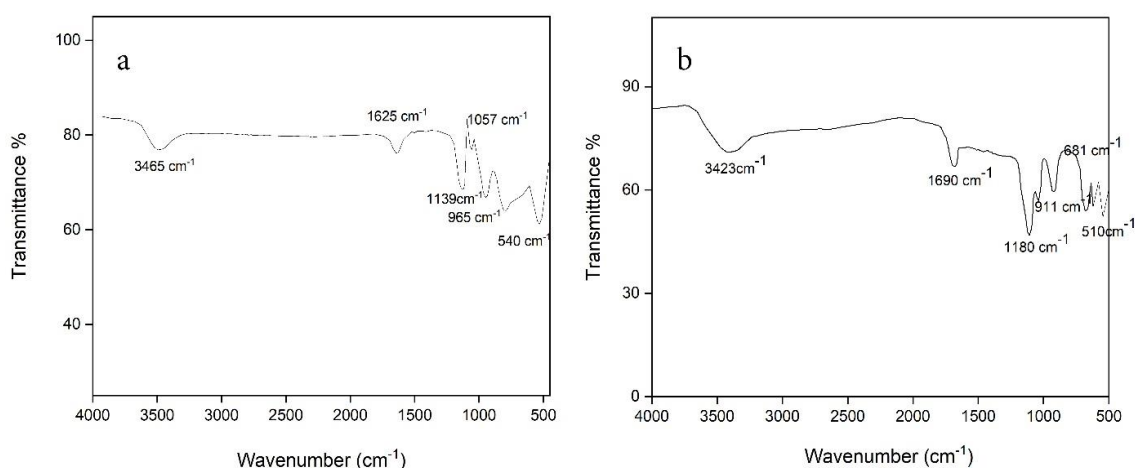 a
100
80
60
40
Transmittance %
3465 cm⁻¹
1625 cm⁻¹
1057 cm⁻¹
1139cm⁻¹
965 cm⁻¹
540 cm⁻¹
4000 3500 3000 2500 2000 1500 1000 500
Wavenumber (cm⁻¹)
b
90
60
30
0
Transmittance %
3423cm⁻¹
1690 cm⁻¹
681 cm⁻¹
911 cm⁻¹
510cm⁻¹
1180 cm⁻¹
4000 3500 3000 2500 2000 1500 1000 500
Wavenumber (cm⁻¹)